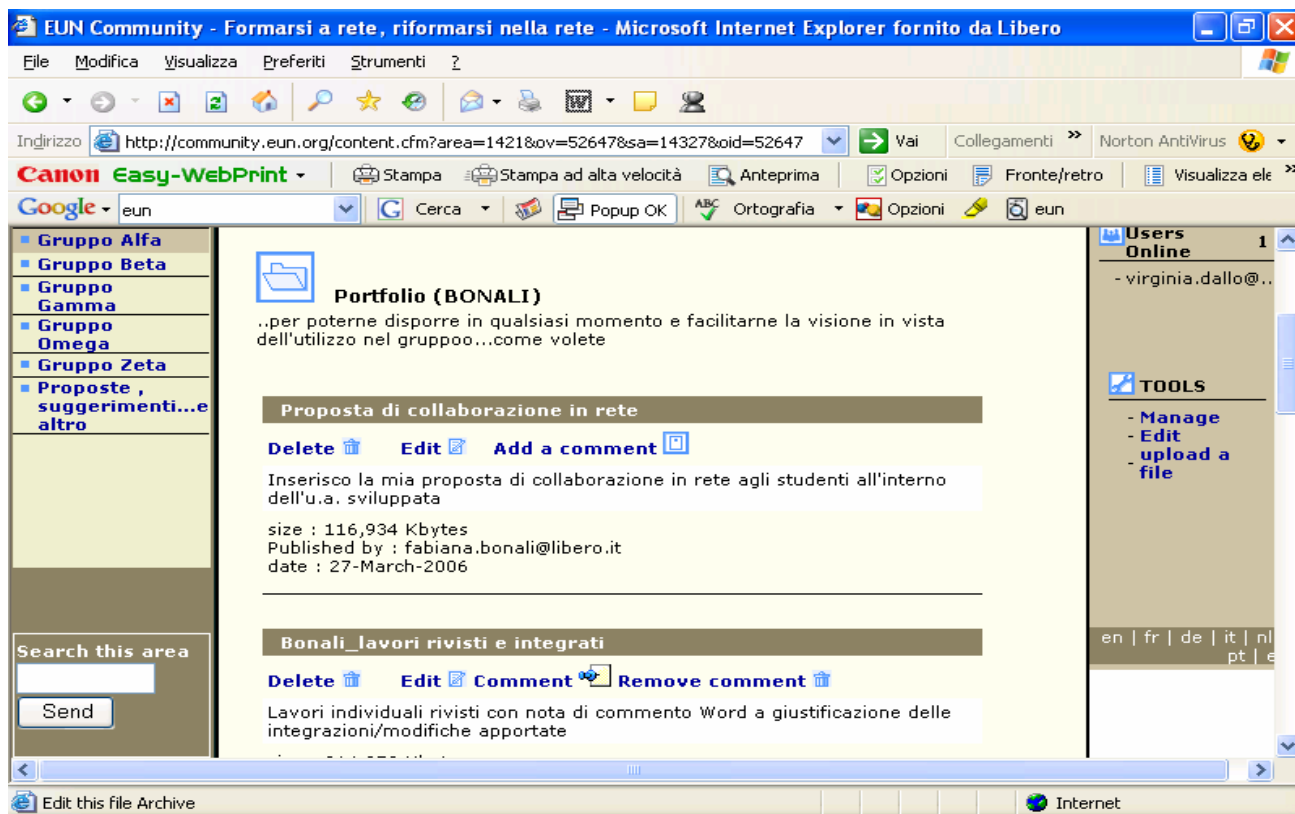 EUN Community - Formarsi a rete, riformarsi nella rete - Microsoft Internet Explorer fornito da Libero
File Modifica Visualizza Preferiti Strumenti ?
Indirizzo http://community.eun.org/content.cfm?area=1421&ov=52647&sa=14327&oid=52647 Vai Collegamenti » Norton AntiVirus
Canon Easy-WebPrint Stampa Stampa ad alta velocità Anteprima Opzioni Fronte/retro Visualizza ele »
Google eun G Cerca Popup OK ABC Ortografia Opzioni eun
Gruppo Alfa
Gruppo Beta
Gruppo
Gamma
Gruppo
Omega
Gruppo Zeta
Proposte ,
suggerimenti...e
altro
Search this area
Send
Portfolio (BONALI)
..per poterne disporre in qualsiasi momento e facilitarne la visione in vista
dell'utilizzo nel gruppoo...come volete
Proposta di collaborazione in rete
Delete Edit Add a comment
Inserisco la mia proposta di collaborazione in rete agli studenti all'interno
dell'u.a. sviluppata
size : 116,934 Kbytes
Published by : fabiana.bonali@libero.it
date : 27-March-2006
Bonali_lavori rivisti e integrati
Delete Edit Comment Remove comment
Lavori individuali rivisti con nota di commento Word a giustificazione delle
integrazioni/modifiche apportate
Users
Online 1
- virginia.dallo@..
TOOLS
- Manage
- Edit
- upload a
file
en | fr | de | it | nl
pt | e
Edit this file Archive Internet